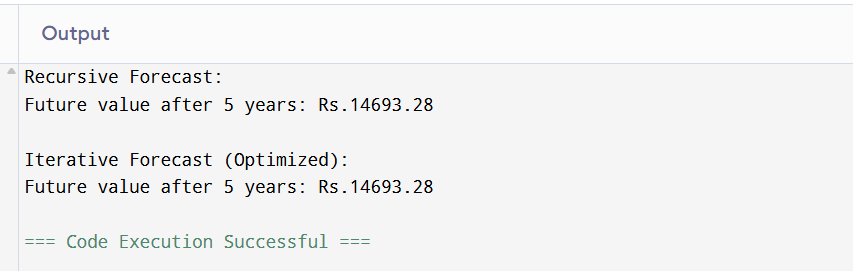 Output
Recursive Forecast:
Future value after 5 years: Rs.14693.28
Iterative Forecast (Optimized):
Future value after 5 years: Rs.14693.28
=== Code Execution Successful ===